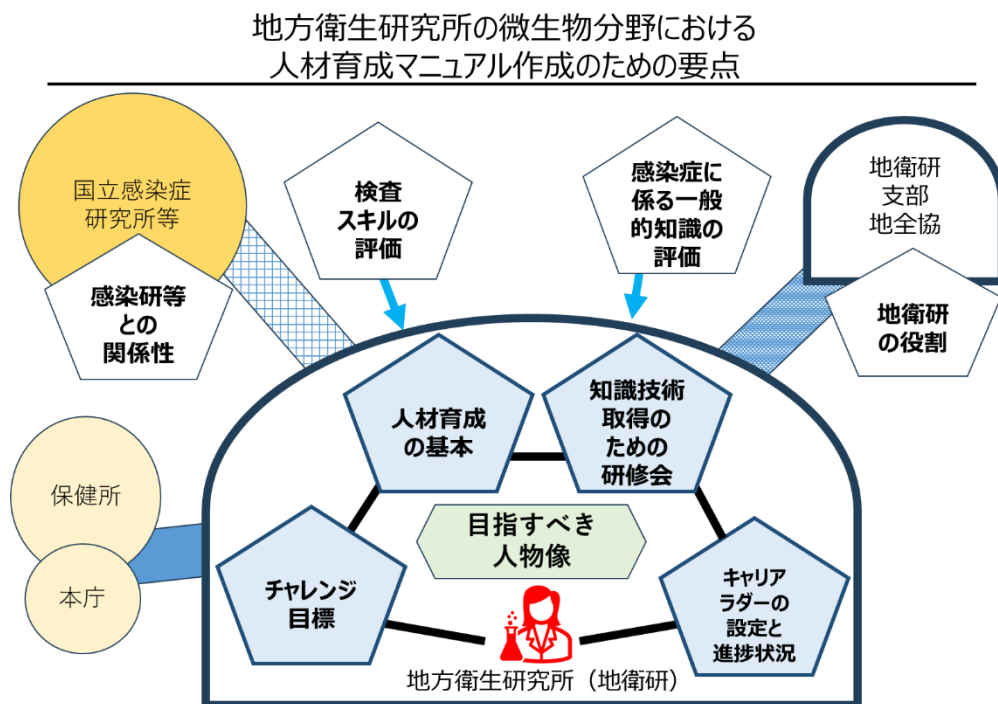 地方衛生研究所の微生物分野における
人材育成マニュアル作成のための要点
国立感染症
研究所等
感染研等
との
関係性
検査
スキルの
評価
感染症に
係る一般
的知識の
評価
地衛研
支部
地全協
地衛研
の役割
人材育成
の基本
知識技術
取得の
ための
研修会
保健所
本庁
チャレンジ
目標
目指すべき
人物像
キャリア
ラダーの
設定と
進捗状況
地方衛生研究所（地衛研）